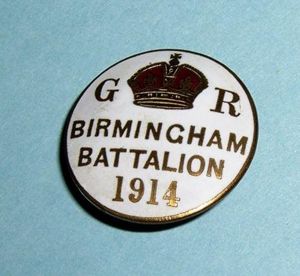 G R
BIRMINGHAM
BATTALION
1914